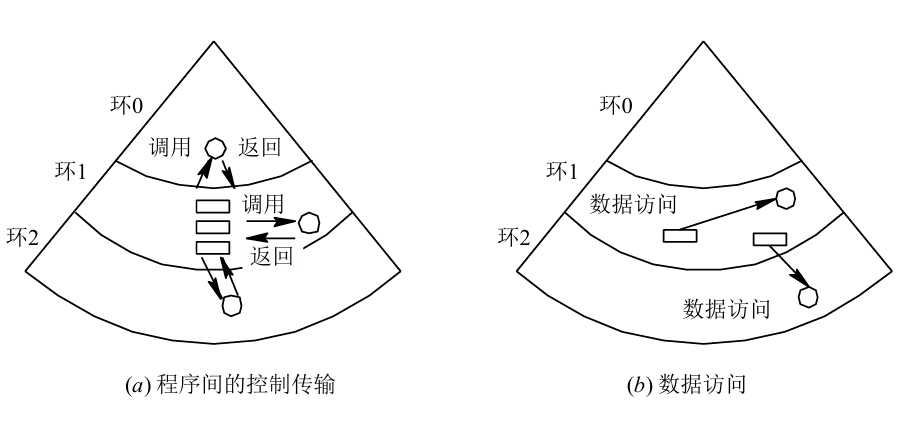 环0
调用
返回
环1
调用
环2
返回
(a) 程序间的控制传输
环0
环1
数据访问
环2
数据访问
(b) 数据访问